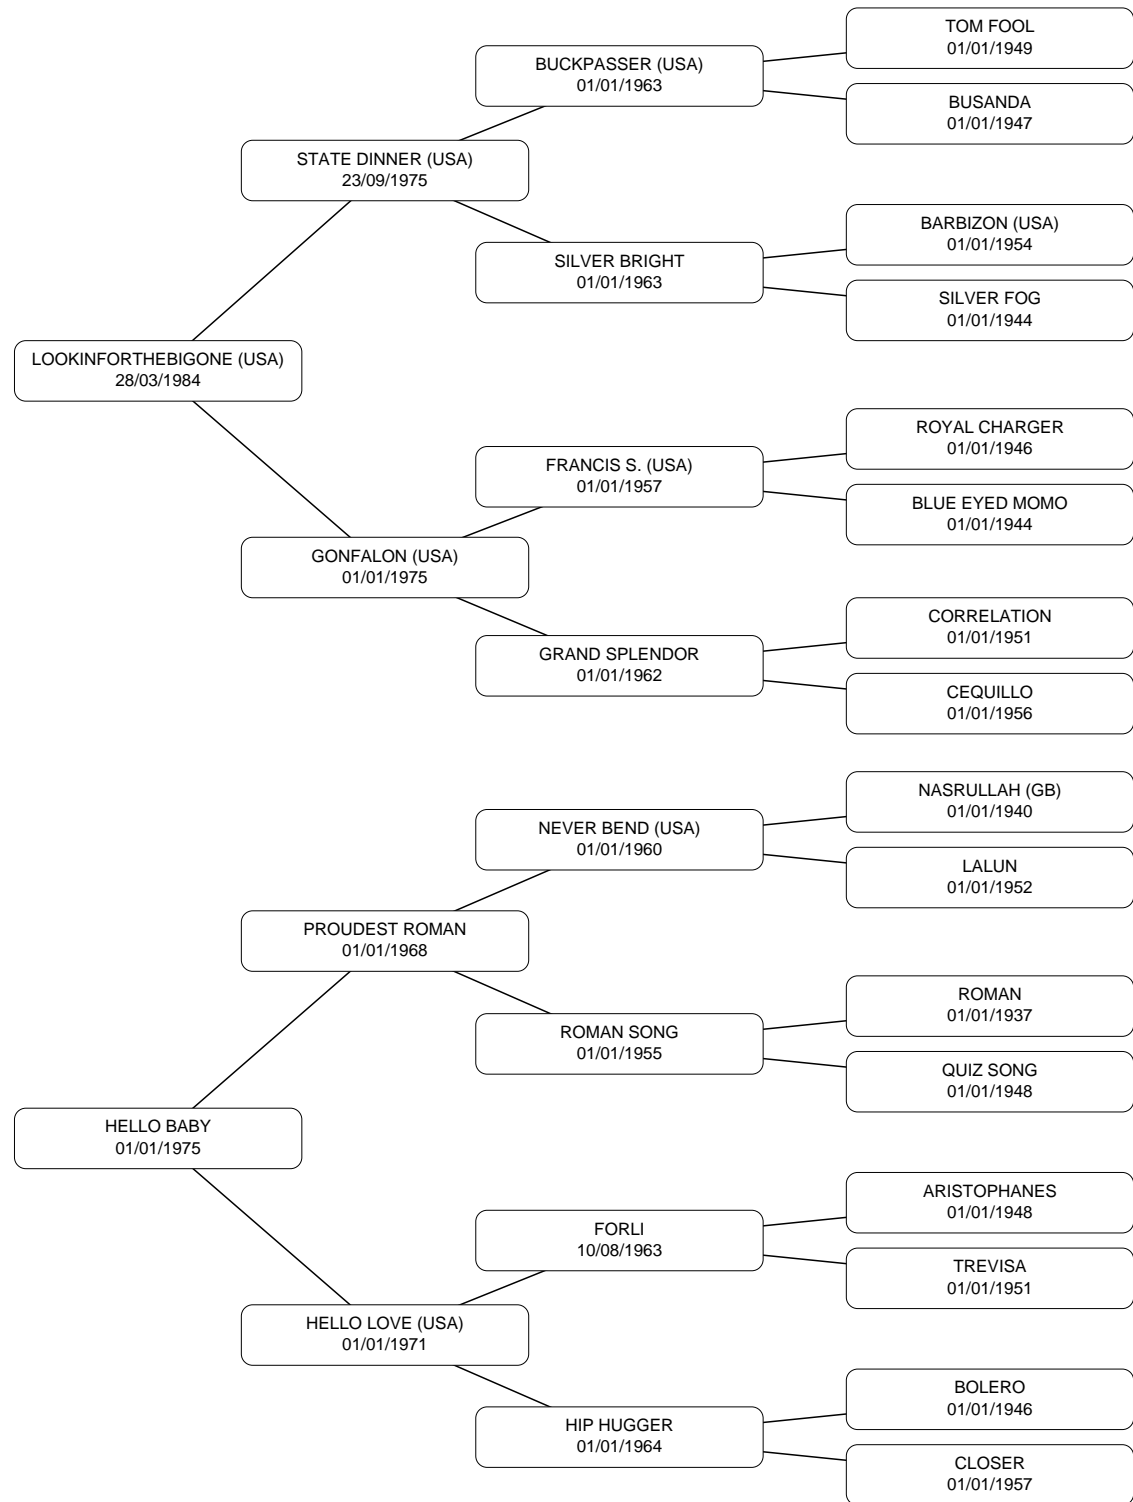 TOM FOOL
01/01/1949
BUCKPASSER (USA)
01/01/1963
BUSANDA
01/01/1947
STATE DINNER (USA)
23/09/1975
BARBIZON (USA)
01/01/1954
SILVER BRIGHT
01/01/1963
SILVER FOG
01/01/1944
LOOKINFORTHEBIGONE (USA)
28/03/1984
ROYAL CHARGER
01/01/1946
FRANCIS S. (USA)
01/01/1957
BLUE EYED MOMO
01/01/1944
GONFALON (USA)
01/01/1975
CORRELATION
01/01/1951
GRAND SPLENDOR
01/01/1962
CEQUILLO
01/01/1956
NASRULLAH (GB)
01/01/1940
NEVER BEND (USA)
01/01/1960
LALUN
01/01/1952
PROUDEST ROMAN
01/01/1968
ROMAN
01/01/1937
ROMAN SONG
01/01/1955
QUIZ SONG
01/01/1948
HELLO BABY
01/01/1975
ARISTOPHANES
01/01/1948
FORLI
10/08/1963
TREVISA
01/01/1951
HELLO LOVE (USA)
01/01/1971
BOLERO
01/01/1946
HIP HUGGER
01/01/1964
CLOSER
01/01/1957